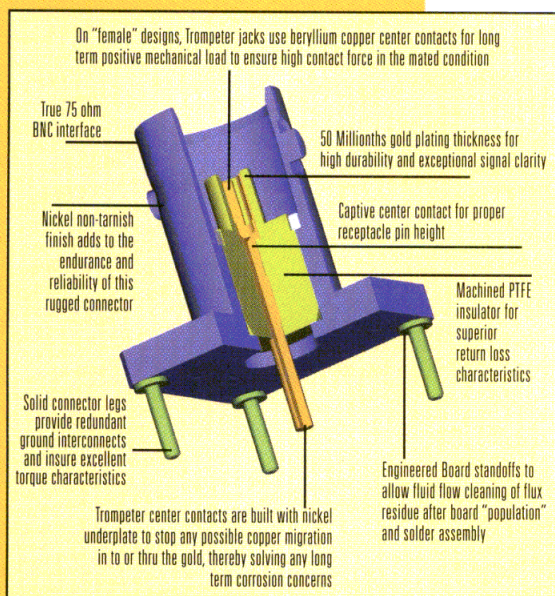 On "female" designs, Trompeter jacks use beryllium copper center contacts for long
term positive mechanical load to ensure high contact force in the mated condition
True 75 ohm
BNC interface
50 Millionths gold plating thickness for
high durability and exceptional signal clarity
Nickel non-tarnish
finish adds to the
endurance and
reliability of this
rugged connector
Captive center contact for proper
receptacle pin height
Machined PTFE
insulator for
superior
return loss
characteristics
Solid connector legs
provide redundant
ground interconnects
and insure excellent
torque characteristics
Engineered Board standoffs to
allow fluid flow cleaning of flux
residue after board "population"
and solder assembly
Trompeter center contacts are built with nickel
underplate to stop any possible copper migration
in to or thru the gold, thereby solving any long
term corrosion concerns